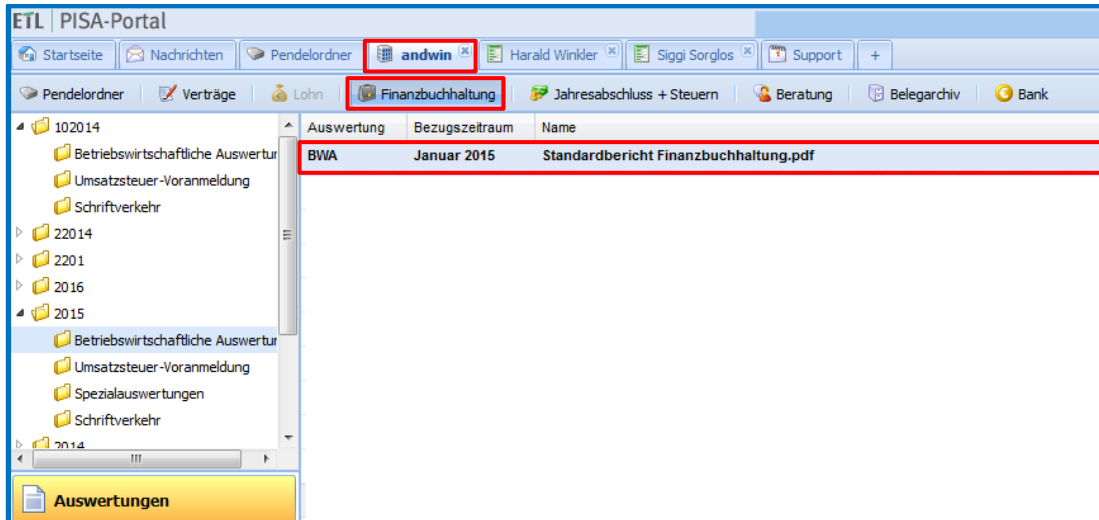 ETL | PISA-Portal
Startseite Nachrichten Pendelordner andwin Harald Winkler Siggi Sorglos Support +
Pendelordner Verträge Lohn Finanzbuchhaltung Jahresabschluss + Steuern Beratung Belegarchiv Bank
102014
Betriebswirtschaftliche Auswertur
Umsatzsteuer-Voranmeldung
Schriftverkehr
22014
2201
2016
2015
Betriebswirtschaftliche Auswertur
Umsatzsteuer-Voranmeldung
Spezialauswertungen
Schriftverkehr
2014
Auswertungen
Auswertung Bezugszeitraum Name
BWA Januar 2015 Standardbericht Finanzbuchhaltung.pdf